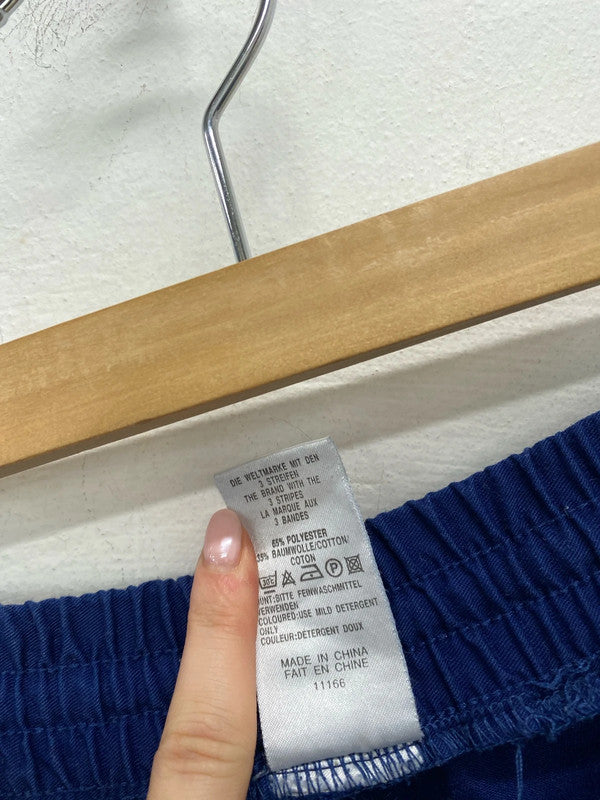 DIE WELTMARKE MIT DEN
3 STREIFEN
THE BRAND WITH THE
3 STRIPES
LA MARQUE AUX
3 BANDES
65% POLYESTER
35% BAUMWOLLE/COTTON/
COTON
30°C P
BITTE FEINWASCHMITTEL
VERWENDEN
COLOURED:USE MILD DETERGENT
ONLY
COULEUR:DETERGENT DOUX
MADE IN CHINA
FAIT EN CHINE
11166